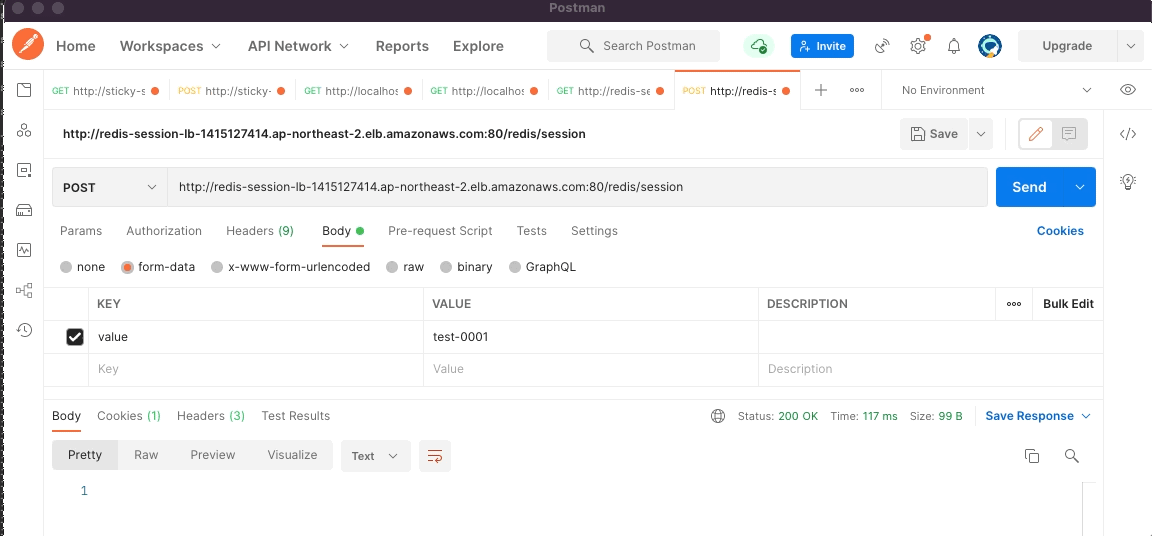 Postman
Home Workspaces API Network Reports Explore Search Postman Invite Upgrade
GET http://sticky-s POST http://sticky- GET http://localhos GET http://localhos GET http://redis-se POST http://redis-s + ooo No Environment
http://redis-session-lb-1415127414.ap-northeast-2.elb.amazonaws.com:80/redis/session Save </>
POST http://redis-session-lb-1415127414.ap-northeast-2.elb.amazonaws.com:80/redis/session Send
Params Authorization Headers (9) Body Pre-request Script Tests Settings Cookies
none form-data x-www-form-urlencoded raw binary GraphQL
KEY VALUE DESCRIPTION ooo Bulk Edit
value test-0001
Key Value Description
Body Cookies (1) Headers (3) Test Results Status: 200 OK Time: 117 ms Size: 99 B Save Response
Pretty Raw Preview Visualize Text
1